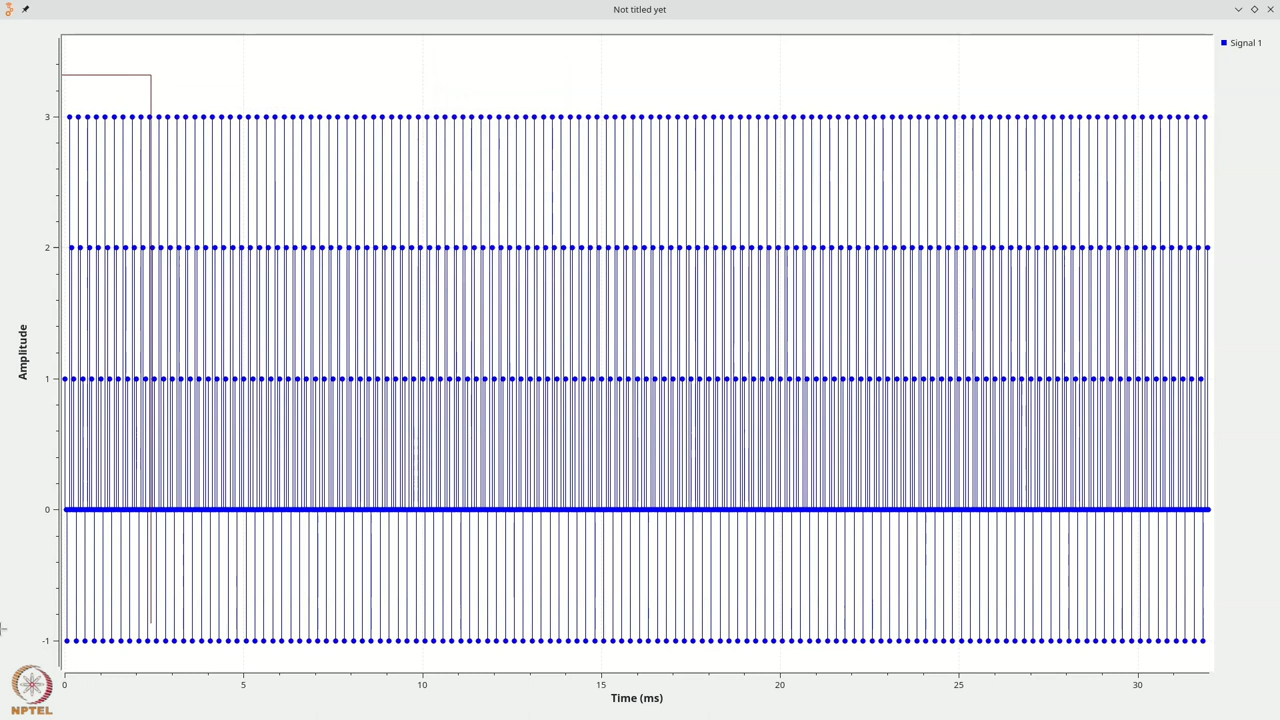 Not titled yet
Signal 1
3
2
1
0
-1
Amplitude
0 5 10 15 20 25 30
Time (ms)
NPTEL